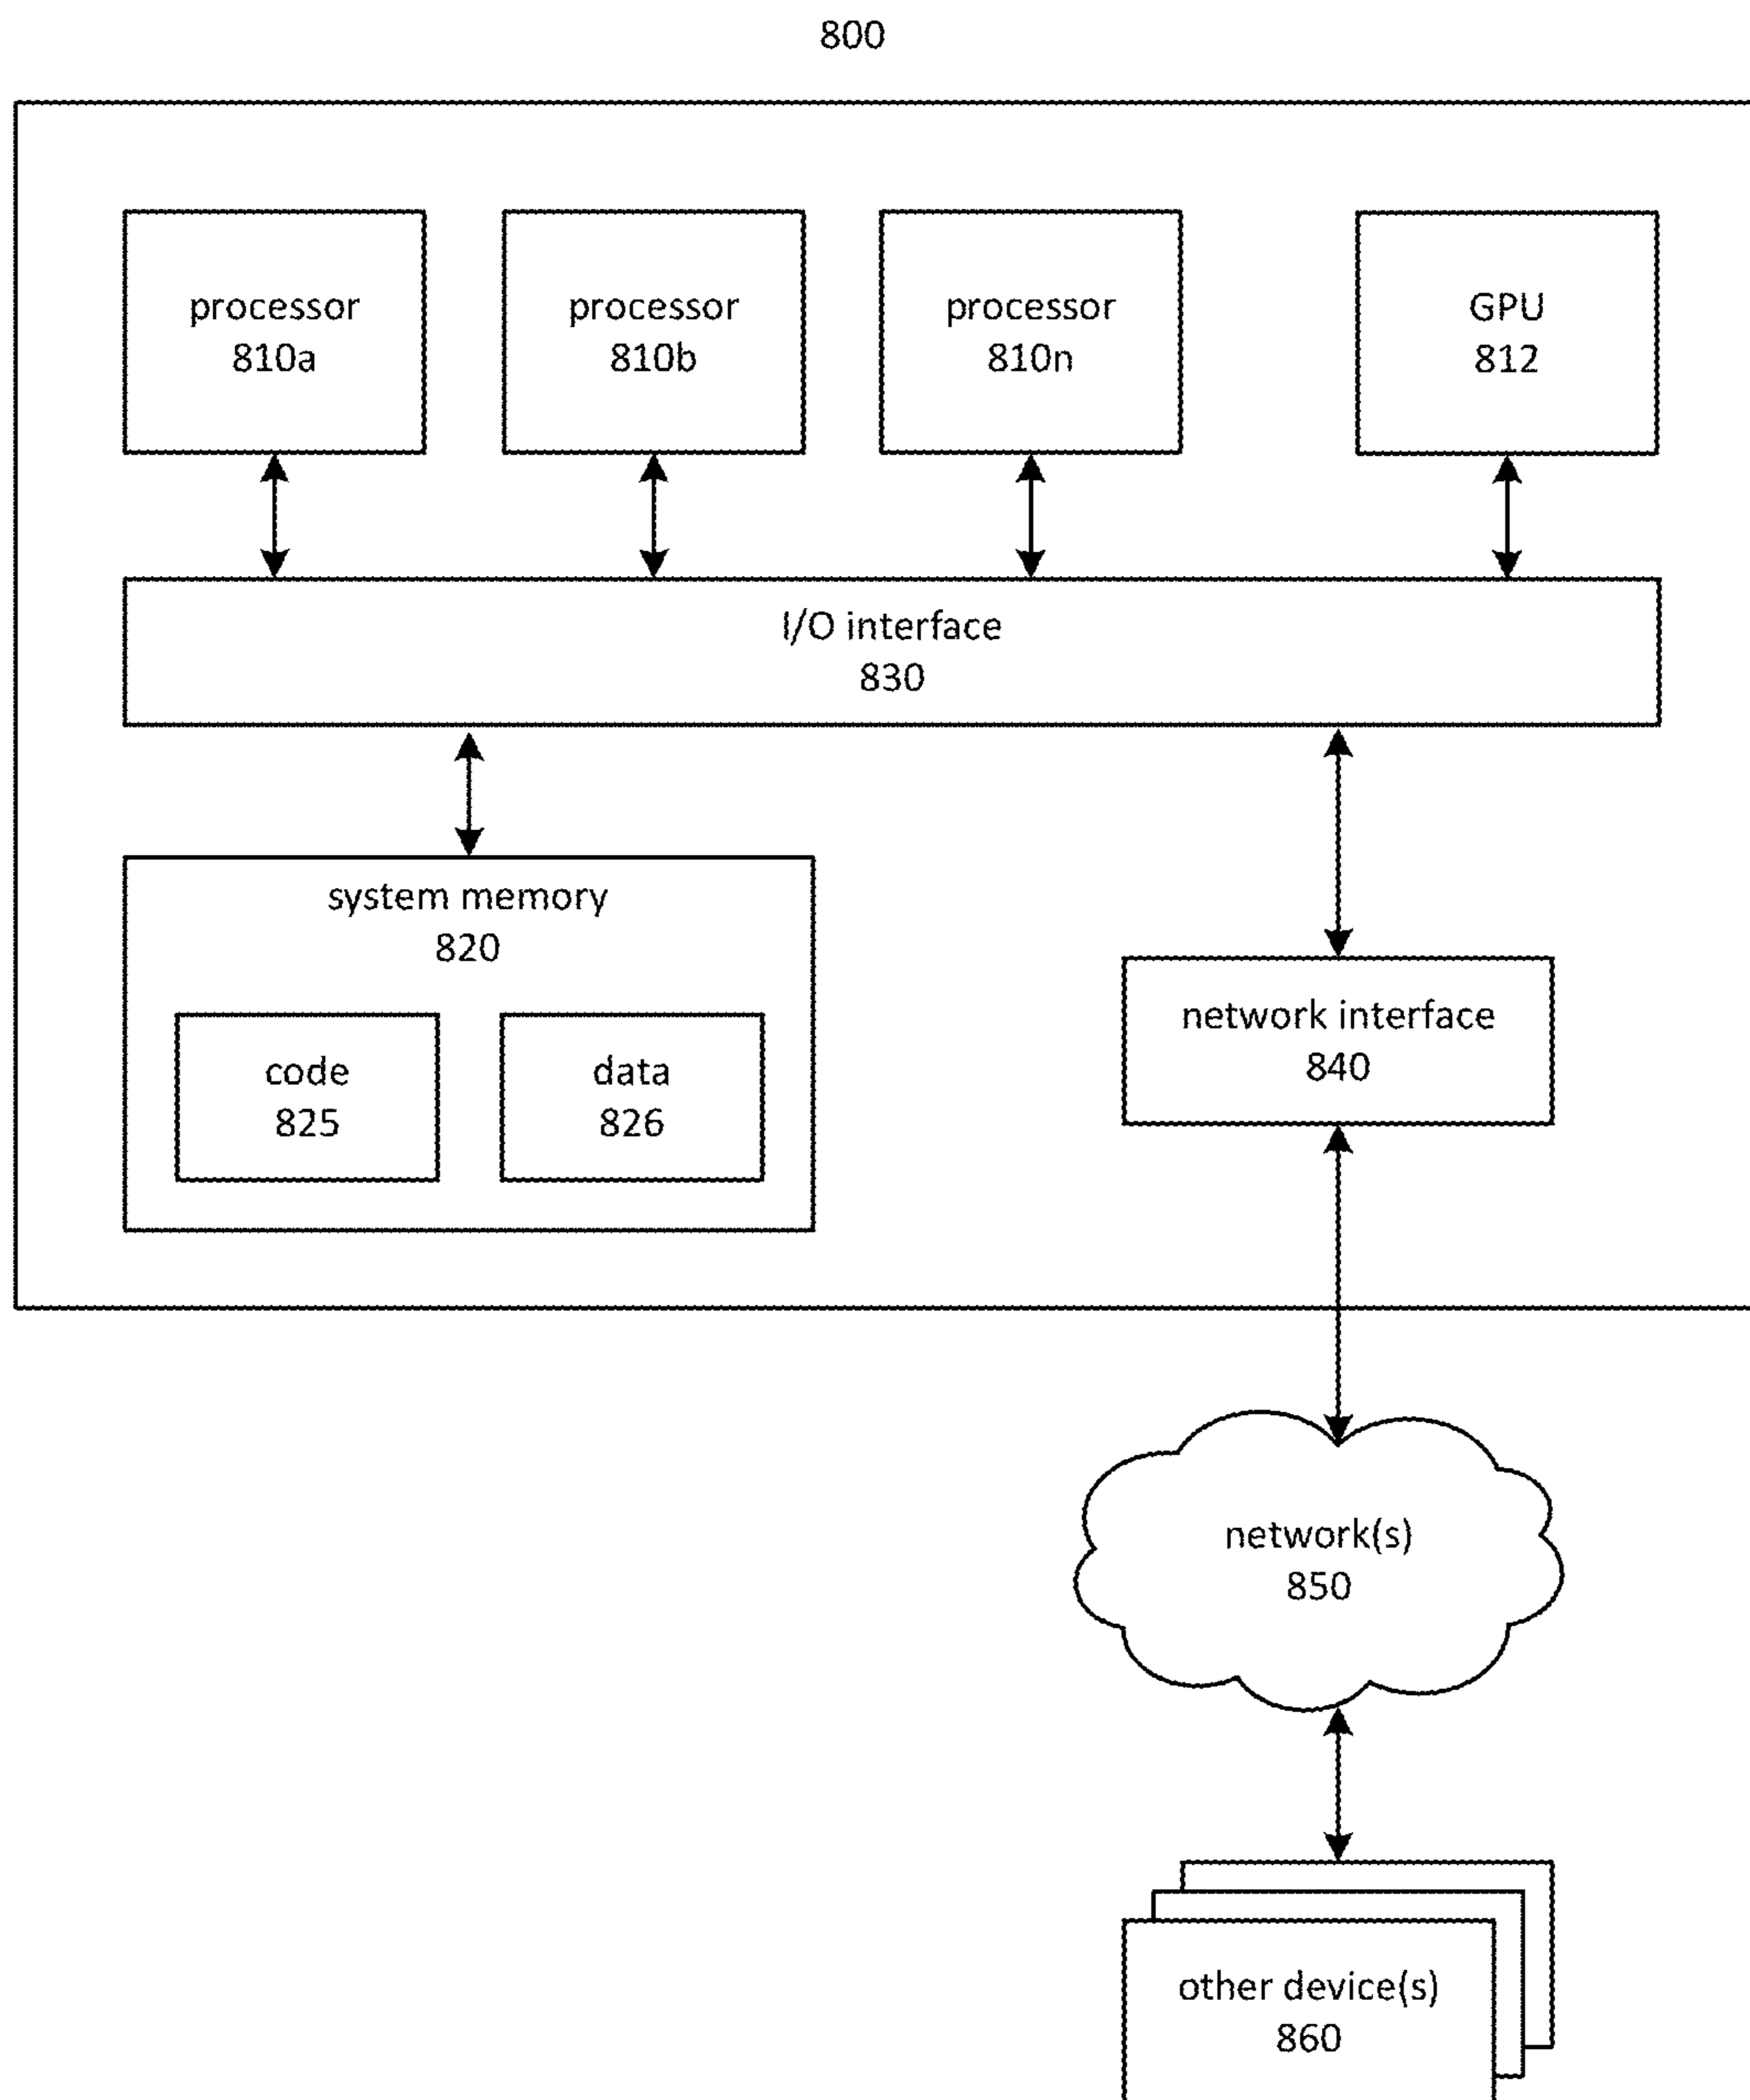 800
processor
810a
processor
810b
processor
810n
GPU
812
I/O interface
830
system memory
820
code
825
data
826
network interface
840
network(s)
850
other device(s)
860